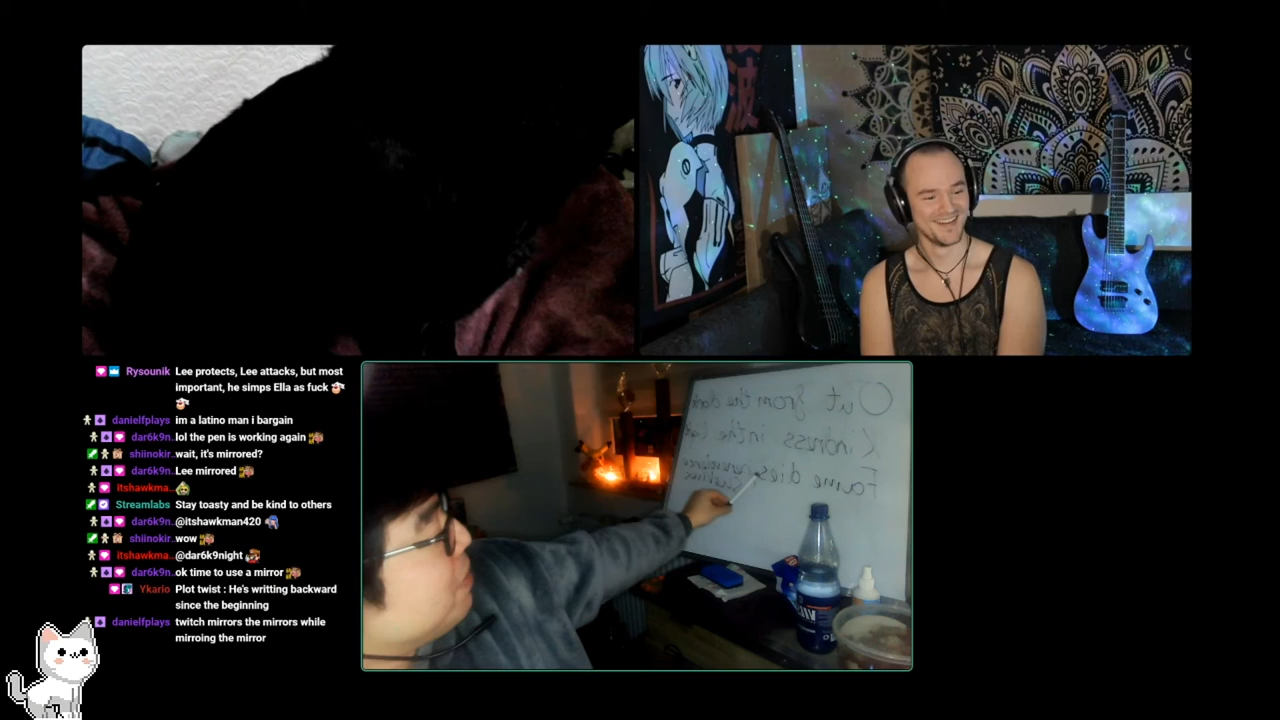 Rysounik Lee protects, Lee attacks, but most
important, he simps Ella as fuck
danielfplays im a latino man i bargain
dar6k9n.. lol the pen is working again
shiinokir.. wait, it's mirrored?
dar6k9n.. Lee mirrored
itshawkma..
Streamlabs Stay toasty and be kind to others
dar6k9n.. @itshawkman420
shiinokir.. wow
itshawkma.. @dar6k9night
dar6k9n.. ok time to use a mirror
Ykario Plot twist : He's writting backward
since the beginning
danielfplays twitch mirrors the mirrors while
mirroing the mirror
Out from the dark
Kindness in the
Fame dies